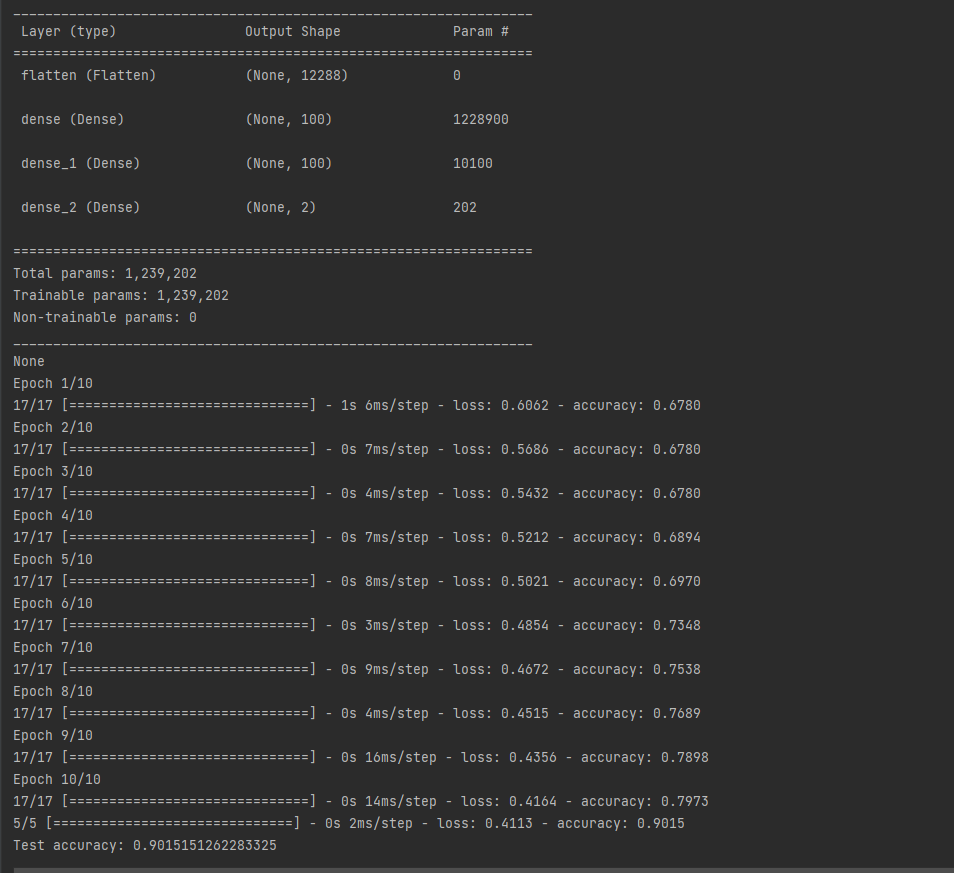 _________________________________________________________________
 Layer (type)                Output Shape              Param #
=================================================================
 flatten (Flatten)           (None, 12288)             0
 dense (Dense)               (None, 100)               1228900
 dense_1 (Dense)             (None, 100)               10100
 dense_2 (Dense)             (None, 2)                 202
=================================================================
Total params: 1,239,202
Trainable params: 1,239,202
Non-trainable params: 0
_________________________________________________________________
None
Epoch 1/10
17/17 [==============================] - 1s 6ms/step - loss: 0.6062 - accuracy: 0.6780
Epoch 2/10
17/17 [==============================] - 0s 7ms/step - loss: 0.5686 - accuracy: 0.6780
Epoch 3/10
17/17 [==============================] - 0s 4ms/step - loss: 0.5432 - accuracy: 0.6780
Epoch 4/10
17/17 [==============================] - 0s 7ms/step - loss: 0.5212 - accuracy: 0.6894
Epoch 5/10
17/17 [==============================] - 0s 8ms/step - loss: 0.5021 - accuracy: 0.6970
Epoch 6/10
17/17 [==============================] - 0s 3ms/step - loss: 0.4854 - accuracy: 0.7348
Epoch 7/10
17/17 [==============================] - 0s 9ms/step - loss: 0.4672 - accuracy: 0.7538
Epoch 8/10
17/17 [==============================] - 0s 4ms/step - loss: 0.4515 - accuracy: 0.7689
Epoch 9/10
17/17 [==============================] - 0s 16ms/step - loss: 0.4356 - accuracy: 0.7898
Epoch 10/10
17/17 [==============================] - 0s 14ms/step - loss: 0.4164 - accuracy: 0.7973
5/5 [==============================] - 0s 2ms/step - loss: 0.4113 - accuracy: 0.9015
Test accuracy: 0.9015151262283325